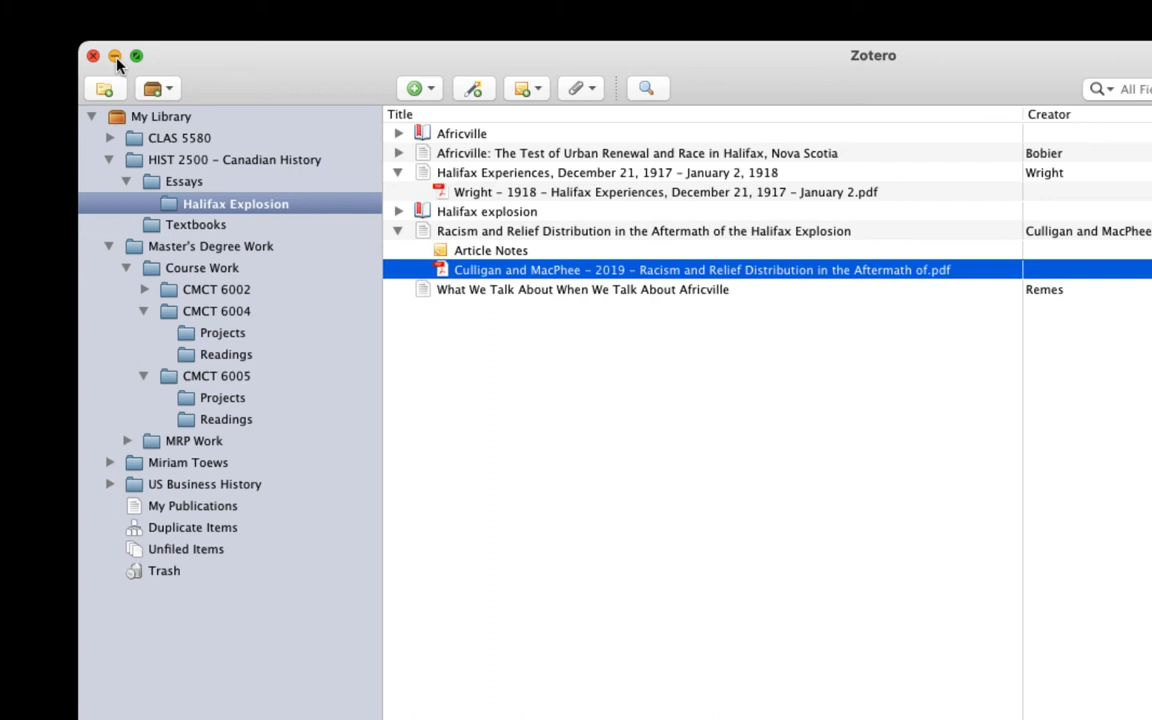 Zotero
All Fie
My Library
CLAS 5580
HIST 2500 - Canadian History
Essays
Halifax Explosion
Textbooks
Master's Degree Work
Course Work
CMCT 6002
CMCT 6004
Projects
Readings
CMCT 6005
Projects
Readings
MRP Work
Miriam Toews
US Business History
My Publications
Duplicate Items
Unfiled Items
Trash
Title Creator
Africville
Africville: The Test of Urban Renewal and Race in Halifax, Nova Scotia Bobier
Halifax Experiences, December 21, 1917 - January 2, 1918 Wright
Wright - 1918 - Halifax Experiences, December 21, 1917 - January 2.pdf
Halifax explosion
Racism and Relief Distribution in the Aftermath of the Halifax Explosion Culligan and MacPhee
Article Notes
Culligan and MacPhee - 2019 - Racism and Relief Distribution in the Aftermath of.pdf
What We Talk About When We Talk About Africville Remes